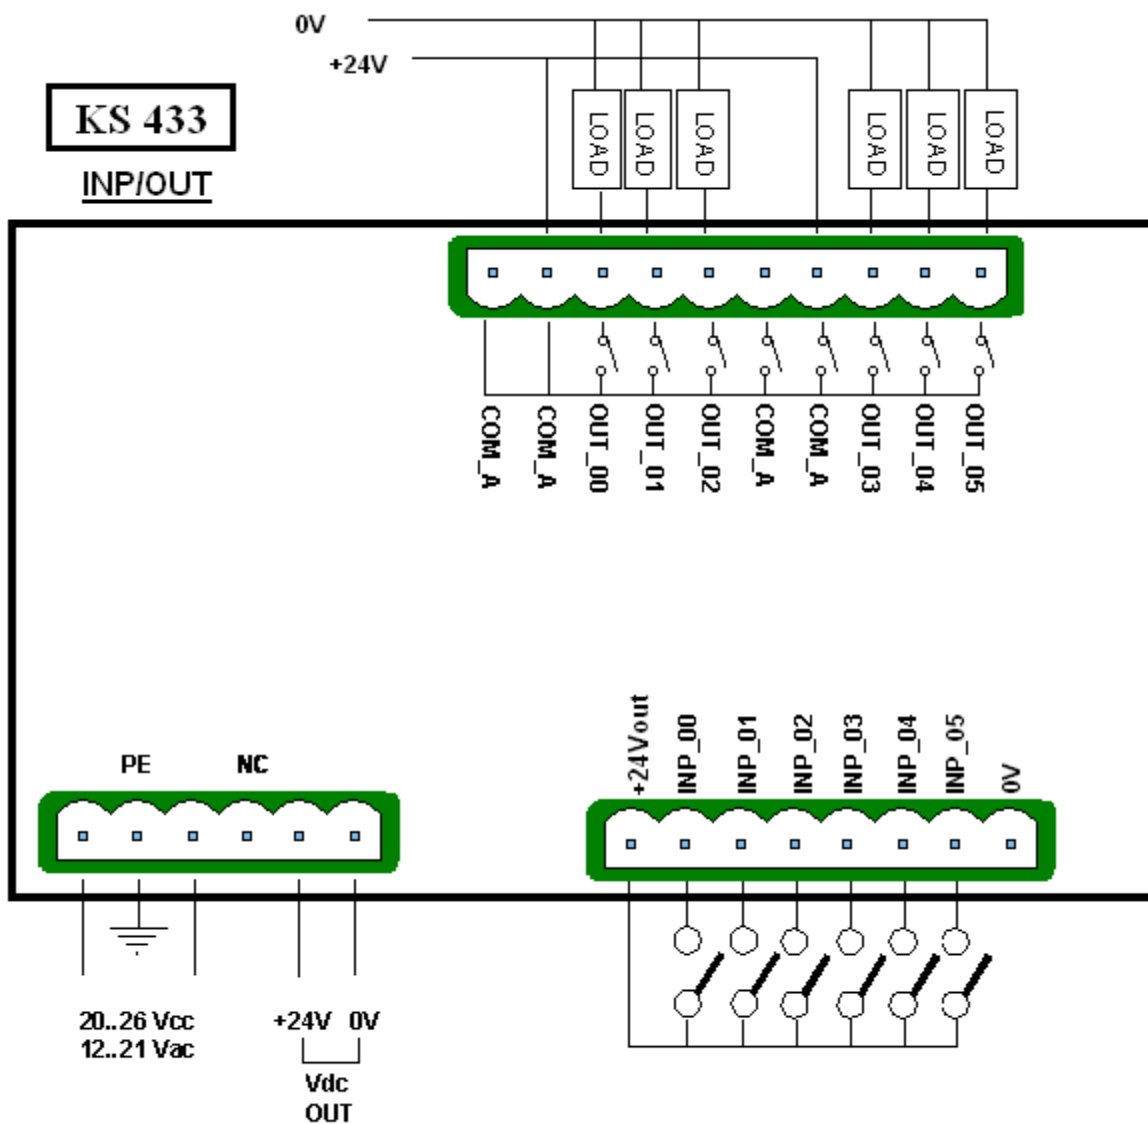 0V
+24V
KS 433
INP/OUT
LOAD
LOAD
LOAD
LOAD
LOAD
LOAD
COM_A
COM_A
OUT_00
OUT_01
OUT_02
COM_A
COM_A
OUT_03
OUT_04
OUT_05
+24Vout
INP_00
INP_01
INP_02
INP_03
INP_04
INP_05
0V
PE
NC
20..26 Vcc
12..21 Vac
+24V 0V
Vdc
OUT